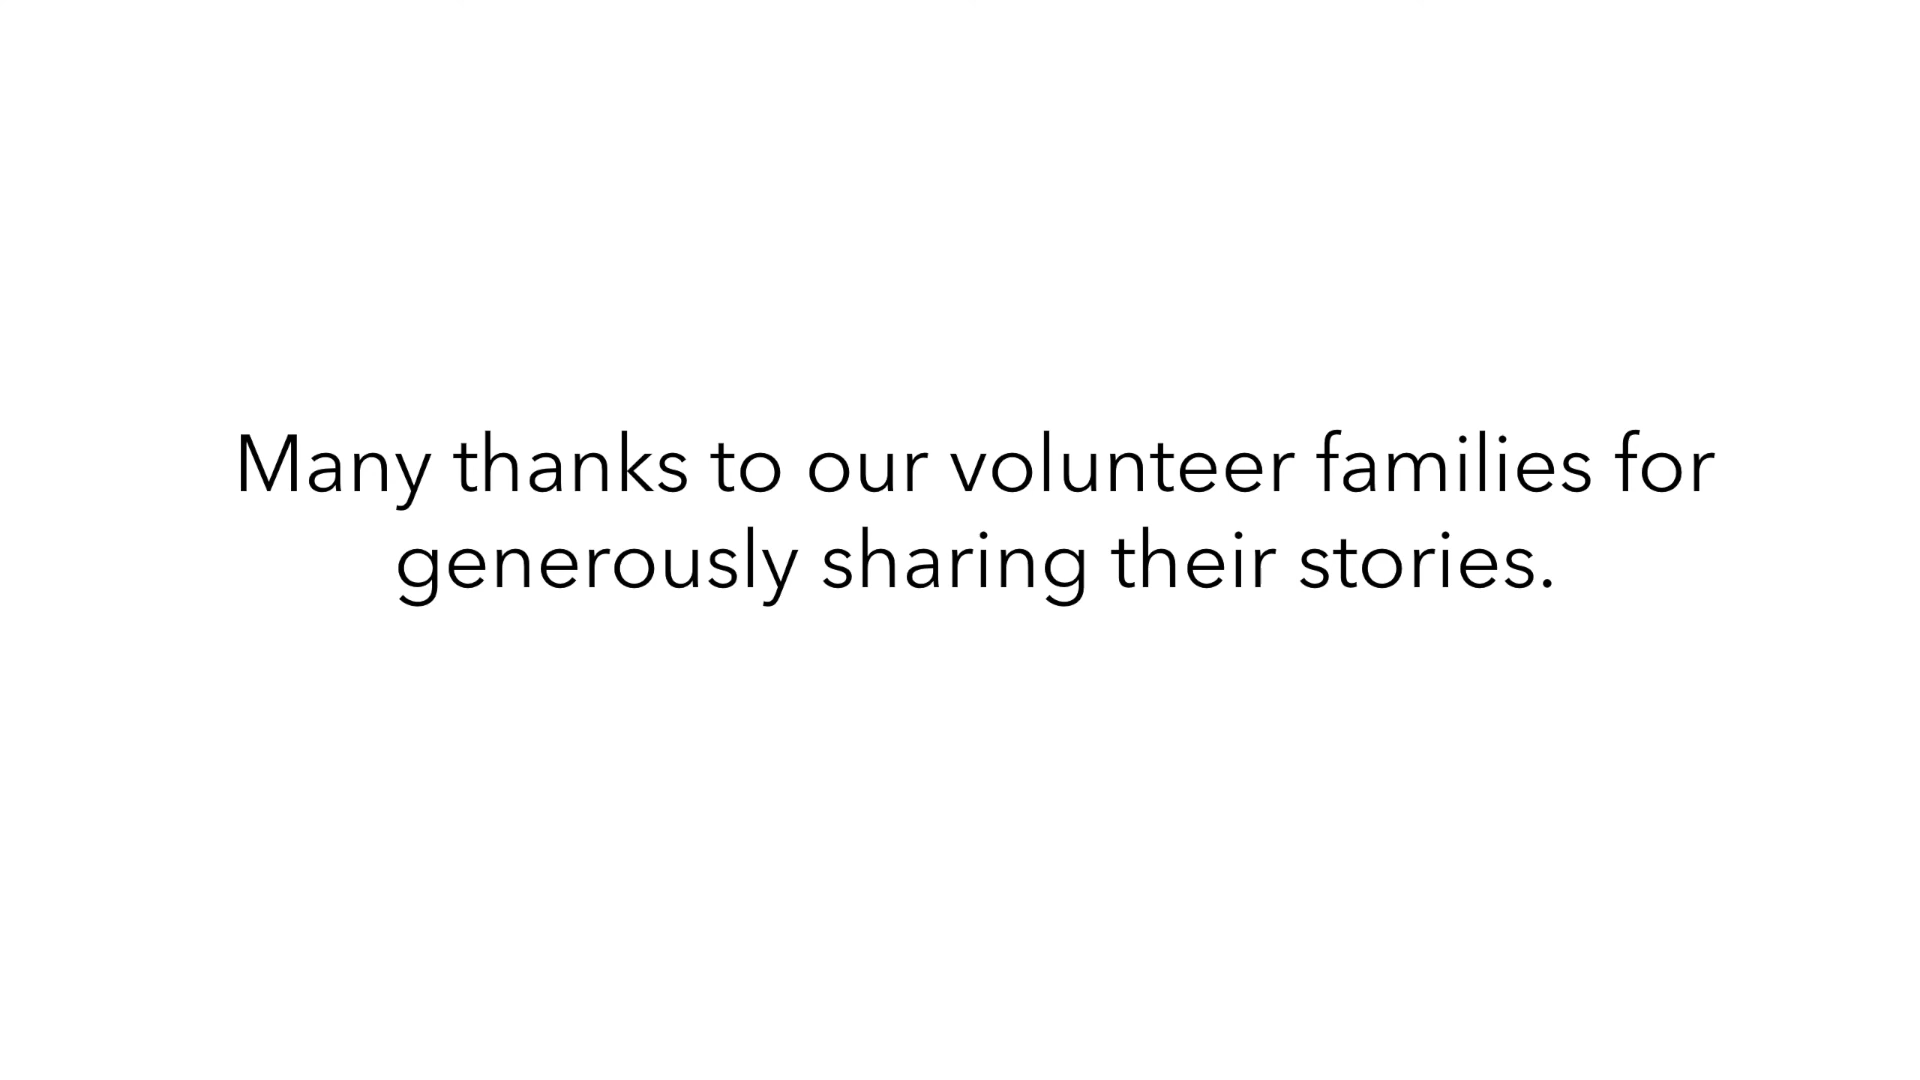 Many thanks to our volunteer families for
generously sharing their stories.